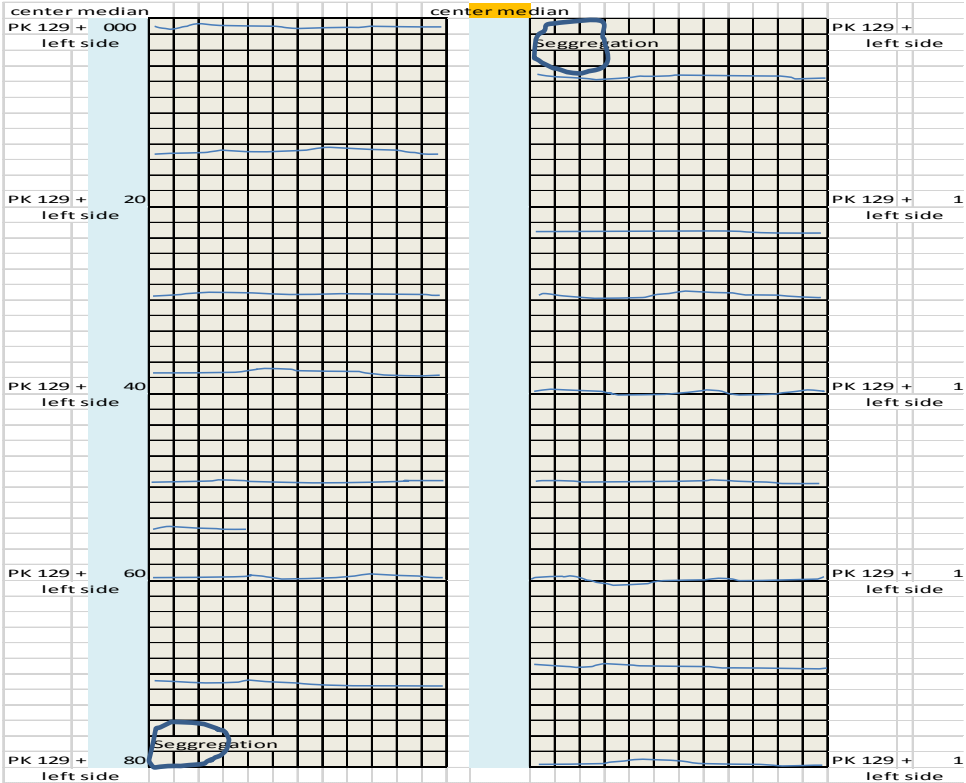 center median
center median
PK 129 + 000
PK 129 +
left side
left side
Seggregation
PK 129 + 20
PK 129 + 1
left side
left side
PK 129 + 40
PK 129 + 1
left side
left side
PK 129 + 60
PK 129 + 1
left side
left side
Seggregation
PK 129 + 80
PK 129 + 1
left side
left side